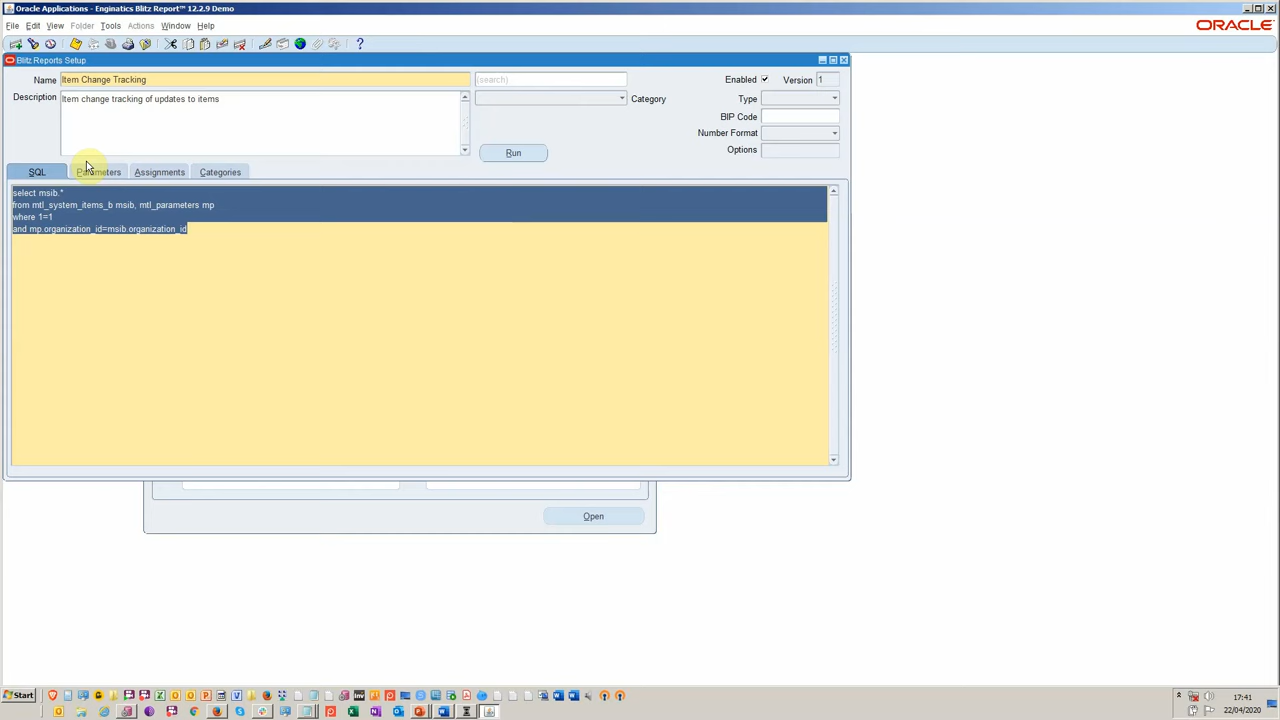 Oracle Applications - Enginatics Blitz Report™ 12.2.9 Demo
File Edit View Folder Tools Actions Window Help
ORACLE
Blitz Reports Setup
Name Item Change Tracking (search) Enabled Version 1
Description Item change tracking of updates to items Category Type
BIP Code
Number Format
Options
Run
SQL Parameters Assignments Categories
select msib.*
from mtl_system_items_b msib, mtl_parameters mp
where 1=1
and mp.organization_id=msib.organization_id
Open
Start 17:41
22/04/2020